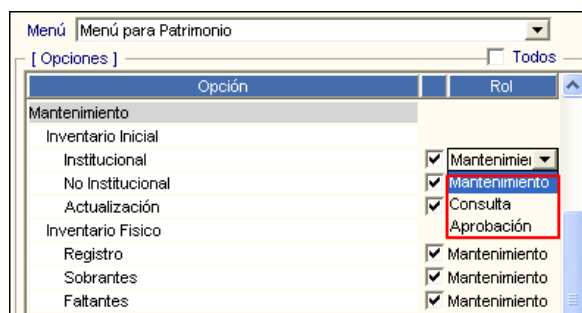 Menú Menú para Patrimonio
[ Opciones ] Todos
Opción Rol
Mantenimiento
Inventario Inicial
Institucional Mantenimier
No Institucional Mantenimiento
Actualización Consulta
Inventario Fisico Aprobación
Registro Mantenimiento
Sobrantes Mantenimiento
Faltantes Mantenimiento